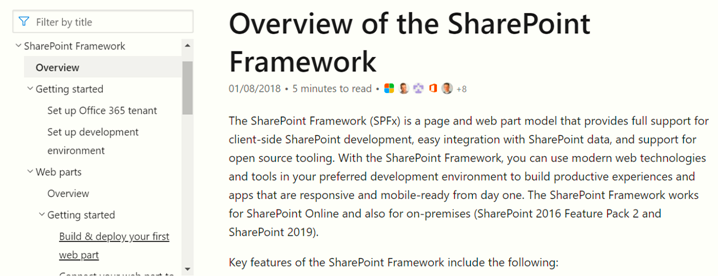 Filter by title
SharePoint Framework
Overview
Getting started
Set up Office 365 tenant
Set up development
environment
Web parts
Overview
Getting started
Build & deploy your first
web part
Connect your web part to
Overview of the SharePoint
Framework
01/08/2018 • 5 minutes to read • +8
The SharePoint Framework (SPFx) is a page and web part model that provides full support for
client-side SharePoint development, easy integration with SharePoint data, and support for
open source tooling. With the SharePoint Framework, you can use modern web technologies
and tools in your preferred development environment to build productive experiences and
apps that are responsive and mobile-ready from day one. The SharePoint Framework works
for SharePoint Online and also for on-premises (SharePoint 2016 Feature Pack 2 and
SharePoint 2019).
Key features of the SharePoint Framework include the following: